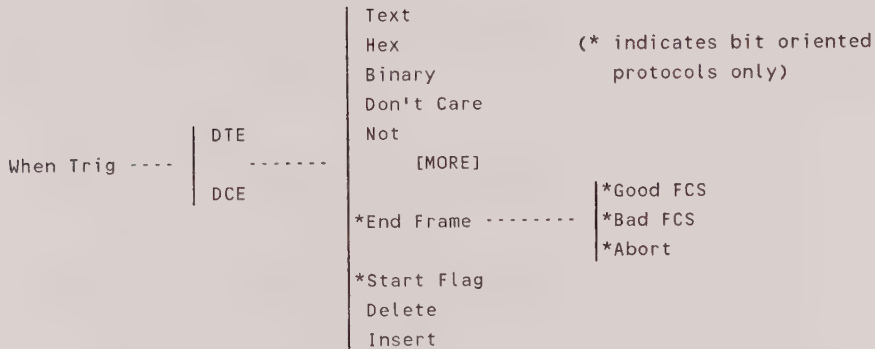 Text
Hex (* indicates bit oriented
Binary protocols only)
Don't Care
DTE Not
When Trig ---- ------- [MORE]
DCE *Good FCS
*End Frame -------- *Bad FCS
*Abort
*Start Flag
Delete
Insert